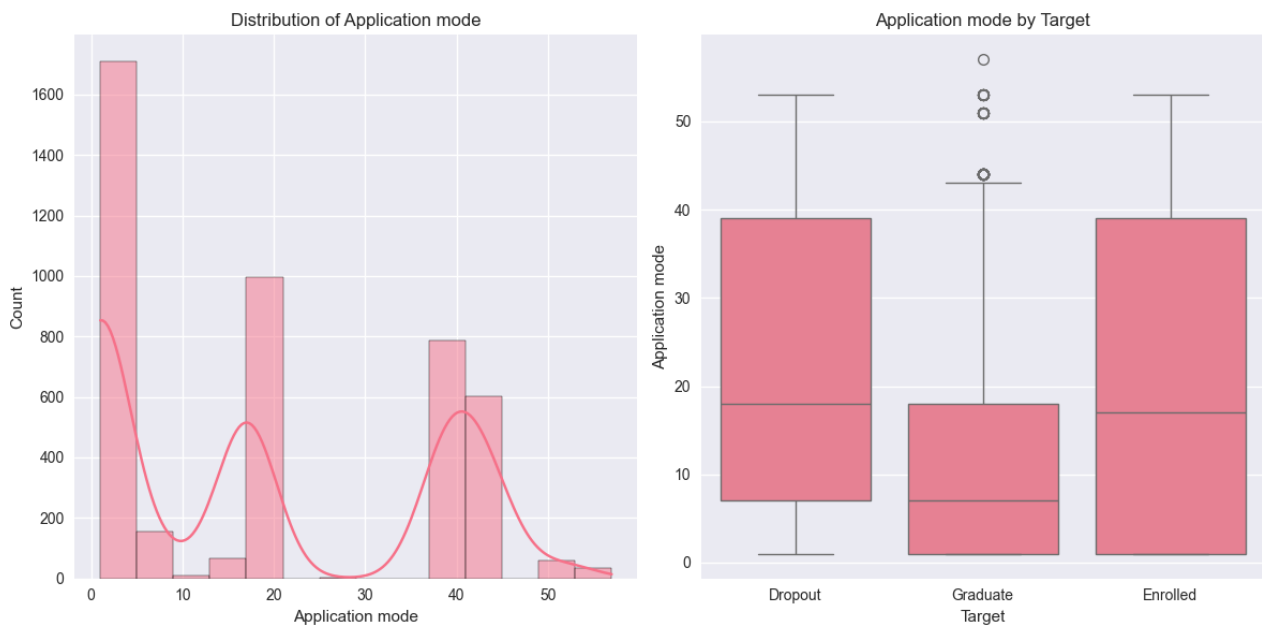 Distribution of Application mode
1600
1400
1200
1000
800
600
400
200
0
Count
0 10 20 30 40 50
Application mode
Application mode by Target
50
40
30
20
10
0
Application mode
Dropout Graduate Enrolled
Target